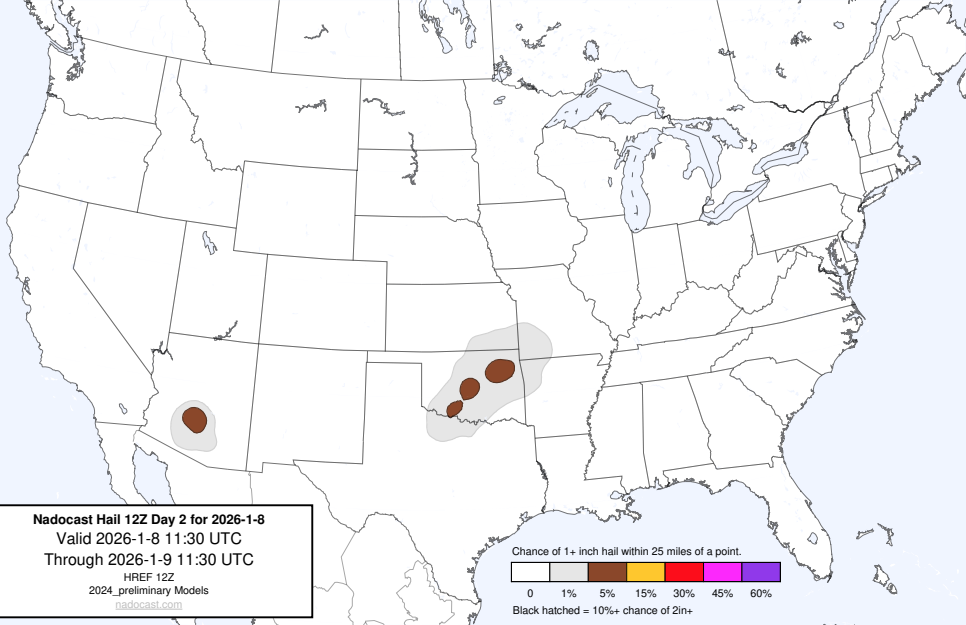 Nadocast Hail 12Z Day 2 for 2026-1-8
Valid 2026-1-8 11:30 UTC
Through 2026-1-9 11:30 UTC
HREF 12Z
2024_preliminary Models
nadocast.com
Chance of 1+ inch hail within 25 miles of a point.
0 1% 5% 15% 30% 45% 60%
Black hatched = 10%+ chance of 2in+